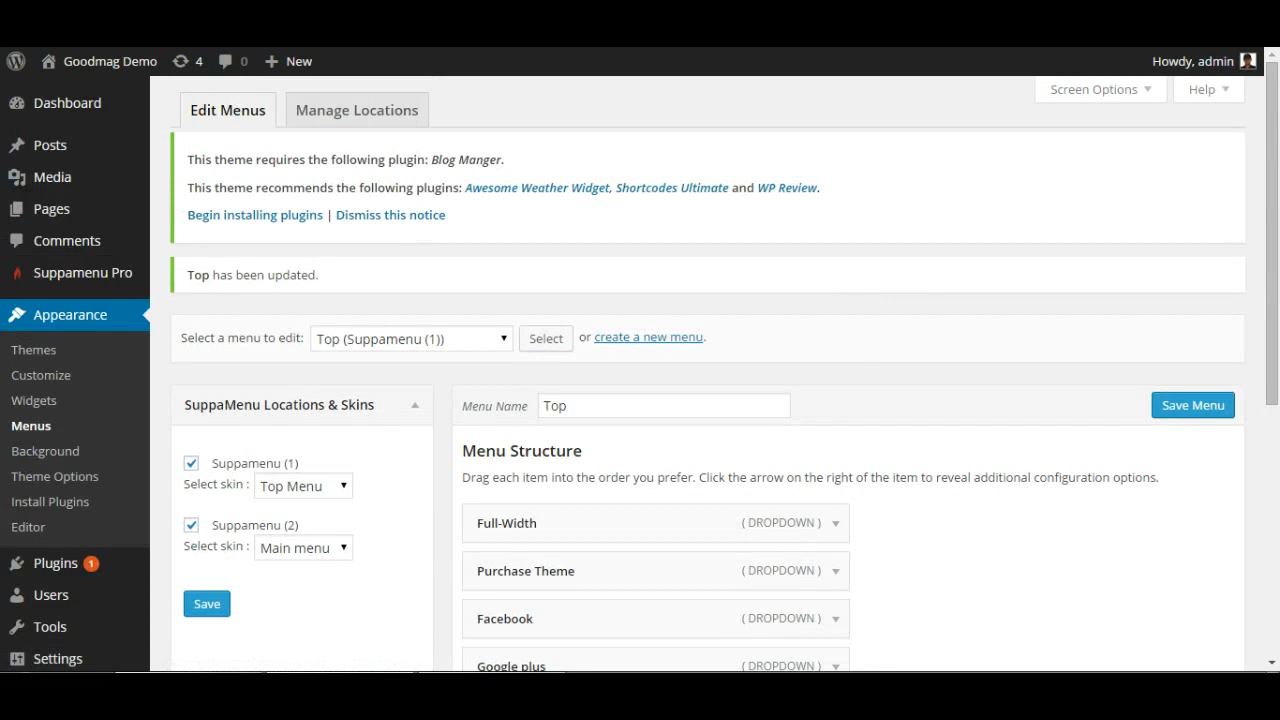 Goodmag Demo 4 0 New Howdy, admin
Screen Options Help
Dashboard
Posts
Media
Pages
Comments
Suppamenu Pro
Appearance
Themes
Customize
Widgets
Menus
Background
Theme Options
Install Plugins
Editor
Plugins 1
Users
Tools
Settings
Edit Menus Manage Locations
This theme requires the following plugin: Blog Manger.
This theme recommends the following plugins: Awesome Weather Widget, Shortcodes Ultimate and WP Review.
Begin installing plugins | Dismiss this notice
Top has been updated.
Select a menu to edit: Top (Suppamenu (1)) Select or create a new menu.
SuppaMenu Locations & Skins
Suppamenu (1)
Select skin : Top Menu
Suppamenu (2)
Select skin : Main menu
Save
Menu Name Top Save Menu
Menu Structure
Drag each item into the order you prefer. Click the arrow on the right of the item to reveal additional configuration options.
Full-Width ( DROPDOWN )
Purchase Theme ( DROPDOWN )
Facebook ( DROPDOWN )
Google plus ( DROPDOWN )